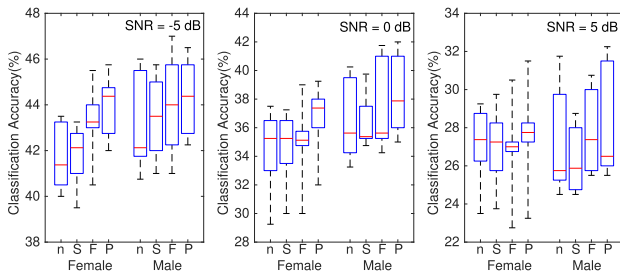 SNR = -5 dB
Classification Accuracy(%)
46
44
42
40
38
n S F P n S F P
Female Male
SNR = 0 dB
Classification Accuracy(%)
42
40
38
36
34
32
30
28
n S F P n S F P
Female Male
SNR = 5 dB
Classification Accuracy(%)
34
32
30
28
26
24
22
n S F P n S F P
Female Male